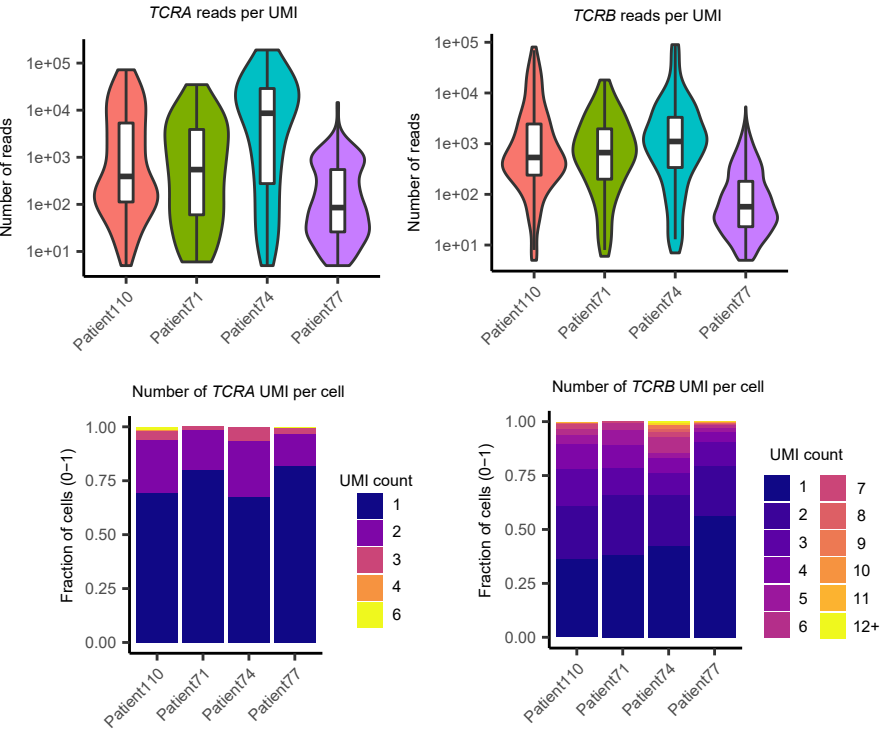 TCRA reads per UMI
Number of reads
1e+05
1e+04
1e+03
1e+02
1e+01
Patient110
Patient71
Patient74
Patient77
TCRB reads per UMI
Number of reads
1e+05
1e+04
1e+03
1e+02
1e+01
Patient110
Patient71
Patient74
Patient77
Number of TCRA UMI per cell
Fraction of cells (0−1)
1.00
0.75
0.50
0.25
0.00
Patient110
Patient71
Patient74
Patient77
UMI count
1
2
3
4
6
Number of TCRB UMI per cell
Fraction of cells (0−1)
1.00
0.75
0.50
0.25
0.00
Patient110
Patient71
Patient74
Patient77
UMI count
1
2
3
4
5
6
7
8
9
10
11
12+